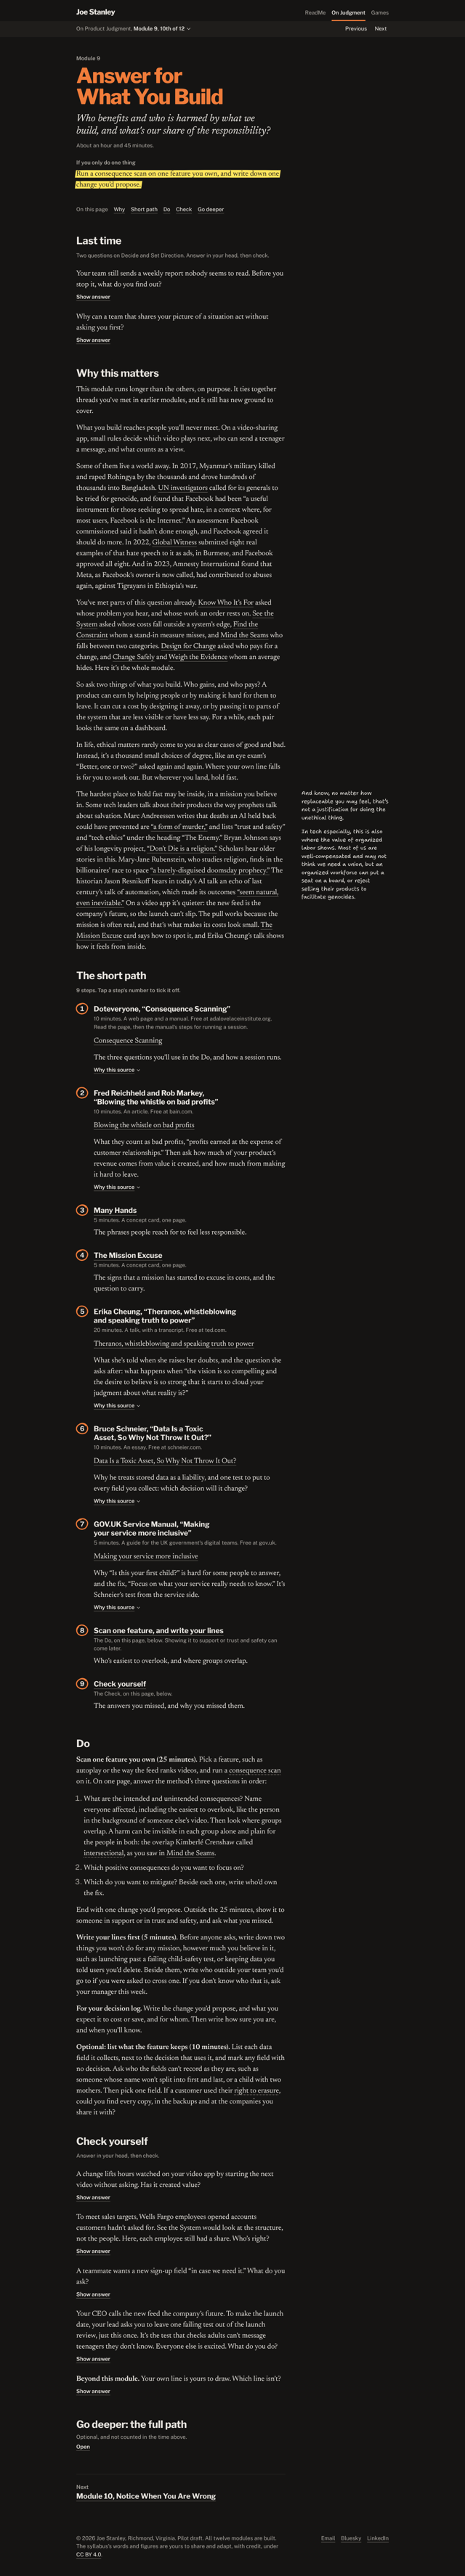 Joe Stanley
ReadMe On Judgment Games
On Product Judgment, Module 9, 10th of 12
Previous Next
Module 9
Answer for
What You Build
Who benefits and who is harmed by what we
build, and what's our share of the responsibility?
About an hour and 45 minutes.
If you only do one thing
Run a consequence scan on one feature you own, and write down one
change you'd propose.
On this page Why Short path Do Check Go deeper
Last time
Two questions on Decide and Set Direction. Answer in your head, then check.
Your team still sends a weekly report nobody seems to read. Before you
stop it, what do you find out?
Show answer
Why can a team that shares your picture of a situation act without
asking you first?
Show answer
Why this matters
This module runs longer than the others, on purpose. It ties together
threads you've met in earlier modules, and it still has new ground to
cover.
What you build reaches people you'll never meet. On a video-sharing
app, small rules decide which video plays next, who can send a teenager
a message, and what counts as a view.
Some of them live a world away. In 2017, Myanmar's military killed
and raped Rohingya by the thousands and drove hundreds of
thousands into Bangladesh. UN investigators called for its generals to
be tried for genocide, and found that Facebook had been “a useful
instrument for those seeking to spread hate, in a context where, for
most users, Facebook is the Internet.” An assessment Facebook
commissioned said it hadn't done enough, and Facebook agreed it
should do more. In 2022, Global Witness submitted eight real
examples of that hate speech to it as ads, in Burmese, and Facebook
approved all eight. And in 2023, Amnesty International found that
Meta, as Facebook's owner is now called, had contributed to abuses
again, against Tigrayans in Ethiopia's war.
You've met parts of this question already. Know Who It's For asked
whose problem you hear, and whose work an order rests on. See the
System asked whose costs fall outside a system's edge, Find the
Constraint whom a stand-in measure misses, and Mind the Seams who
falls between two categories. Design for Change asked who pays for a
change, and Change Safely and Weigh the Evidence whom an average
hides. Here it's the whole module.
So ask two things of what you build. Who gains, and who pays? A
product can earn by helping people or by making it hard for them to
leave. It can cut a cost by designing it away, or by passing it to parts of
the system that are less visible or have less say. For a while, each pair
looks the same on a dashboard.
In life, ethical matters rarely come to you as clear cases of good and bad.
Instead, it's a thousand small choices of degree, like an eye exam's
“Better, one or two?” asked again and again. Where your own line falls
is for you to work out. But wherever you land, hold fast.
And know, no matter how
replaceable you may feel, that's
not a justification for doing the
unethical thing.
In tech especially, this is also
where the value of organized
labor shows. Most of us are
well-compensated and may not
think we need a union, but an
organized workforce can put a
seat on a board, or reject
selling their products to
facilitate genocides.
The hardest place to hold fast may be inside, in a mission you believe
in. Some tech leaders talk about their products the way prophets talk
about salvation. Marc Andreessen writes that deaths an AI held back
could have prevented are “a form of murder,” and lists “trust and safety”
and “tech ethics” under the heading “The Enemy.” Bryan Johnson says
of his longevity project, “Don't Die is a religion.” Scholars hear older
stories in this. Mary-Jane Rubenstein, who studies religion, finds in the
billionaires' race to space “a barely-disguised doomsday prophecy.” The
historian Jason Resnikoff hears in today's AI talk an echo of last
century's talk of automation, which made its outcomes “seem natural,
even inevitable.” On a video app it's quieter: the new feed is the
company's future, so the launch can't slip. The pull works because the
mission is often real, and that's what makes its costs look small. The
Mission Excuse card says how to spot it, and Erika Cheung's talk shows
how it feels from inside.
The short path
9 steps. Tap a step's number to tick it off.
1 Doteveryone, “Consequence Scanning”
10 minutes. A web page and a manual. Free at adalovelaceinstitute.org.
Read the page, then the manual's steps for running a session.
Consequence Scanning
The three questions you'll use in the Do, and how a session runs.
Why this source
2 Fred Reichheld and Rob Markey,
“Blowing the whistle on bad profits”
10 minutes. An article. Free at bain.com.
Blowing the whistle on bad profits
What they count as bad profits, “profits earned at the expense of
customer relationships.” Then ask how much of your product's
revenue comes from value it created, and how much from making
it hard to leave.
Why this source
3 Many Hands
5 minutes. A concept card, one page.
The phrases people reach for to feel less responsible.
4 The Mission Excuse
5 minutes. A concept card, one page.
The signs that a mission has started to excuse its costs, and the
question to carry.
5 Erika Cheung, “Theranos, whistleblowing
and speaking truth to power”
20 minutes. A talk, with a transcript. Free at ted.com.
Theranos, whistleblowing and speaking truth to power
What she's told when she raises her doubts, and the question she
asks after: what happens when “the vision is so compelling and
the desire to believe is so strong that it starts to cloud your
judgment about what reality is?”
Why this source
6 Bruce Schneier, “Data Is a Toxic
Asset, So Why Not Throw It Out?”
10 minutes. An essay. Free at schneier.com.
Data Is a Toxic Asset, So Why Not Throw It Out?
Why he treats stored data as a liability, and one test to put to
every field you collect: which decision will it change?
Why this source
7 GOV.UK Service Manual, “Making
your service more inclusive”
5 minutes. A guide for the UK government's digital teams. Free at gov.uk.
Making your service more inclusive
Why “Is this your first child?” is hard for some people to answer,
and the fix, “Focus on what your service really needs to know.” It's
Schneier's test from the service side.
Why this source
8 Scan one feature, and write your lines
The Do, on this page, below. Showing it to support or trust and safety can
come later.
Who's easiest to overlook, and where groups overlap.
9 Check yourself
The Check, on this page, below.
The answers you missed, and why you missed them.
Do
Scan one feature you own (25 minutes). Pick a feature, such as
autoplay or the way the feed ranks videos, and run a consequence scan
on it. On one page, answer the method's three questions in order:
1. What are the intended and unintended consequences? Name
everyone affected, including the easiest to overlook, like the person
in the background of someone else's video. Then look where groups
overlap. A harm can be invisible in each group alone and plain for
the people in both: the overlap Kimberlé Crenshaw called
intersectional, as you saw in Mind the Seams.
2. Which positive consequences do you want to focus on?
3. Which do you want to mitigate? Beside each one, write who'd own
the fix.
End with one change you'd propose. Outside the 25 minutes, show it to
someone in support or in trust and safety, and ask what you missed.
Write your lines first (5 minutes). Before anyone asks, write down two
things you won't do for any mission, however much you believe in it,
such as launching past a failing child-safety test, or keeping data you
told users you'd delete. Beside them, write who outside your team you'd
go to if you were asked to cross one. If you don't know who that is, ask
your manager this week.
For your decision log. Write the change you'd propose, and what you
expect it to cost or save, and for whom. Then write how sure you are,
and when you'll know.
Optional: list what the feature keeps (10 minutes). List each data
field it collects, next to the decision that uses it, and mark any field with
no decision. Ask who the fields can't record as they are, such as
someone whose name won't split into first and last, or a child with two
mothers. Then pick one field. If a customer used their right to erasure,
could you find every copy, in the backups and at the companies you
share it with?
Check yourself
Answer in your head, then check.
A change lifts hours watched on your video app by starting the next
video without asking. Has it created value?
Show answer
To meet sales targets, Wells Fargo employees opened accounts
customers hadn't asked for. See the System would look at the structure,
not the people. Here, each employee still had a share. Who's right?
Show answer
A teammate wants a new sign-up field “in case we need it.” What do you
ask?
Show answer
Your CEO calls the new feed the company's future. To make the launch
date, your lead asks you to leave one failing test out of the launch
review, just this once. It's the test that checks adults can't message
teenagers they don't know. Everyone else is excited. What do you do?
Show answer
Beyond this module. Your own line is yours to draw. Which line isn't?
Show answer
Go deeper: the full path
Optional, and not counted in the time above.
Open
Next
Module 10, Notice When You Are Wrong
© 2026 Joe Stanley, Richmond, Virginia. Pilot draft. All twelve modules are built.
The syllabus's words and figures are yours to share and adapt, with credit, under
CC BY 4.0.
Email Bluesky LinkedIn